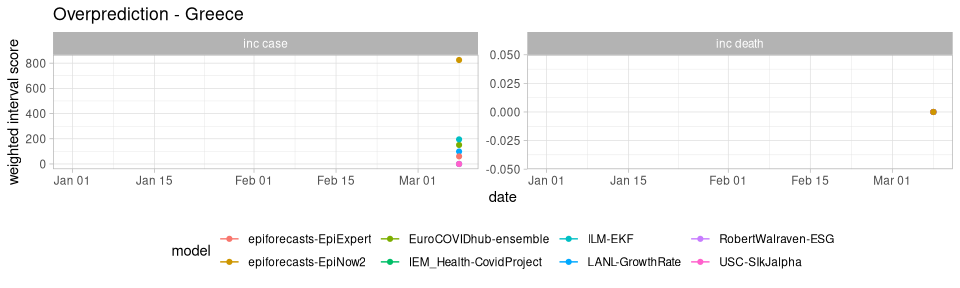 Overprediction - Greece
inc case
inc death
weighted interval score
800
600
400
200
0
0.050
0.025
0.000
-0.025
-0.050
Jan 01 Jan 15 Feb 01 Feb 15 Mar 01
Jan 01 Jan 15 Feb 01 Feb 15 Mar 01
date
model
epiforecasts-EpiExpert EuroCOVIDhub-ensemble ILM-EKF RobertWalraven-ESG
epiforecasts-EpiNow2 IEM_Health-CovidProject LANL-GrowthRate USC-SIkJalpha